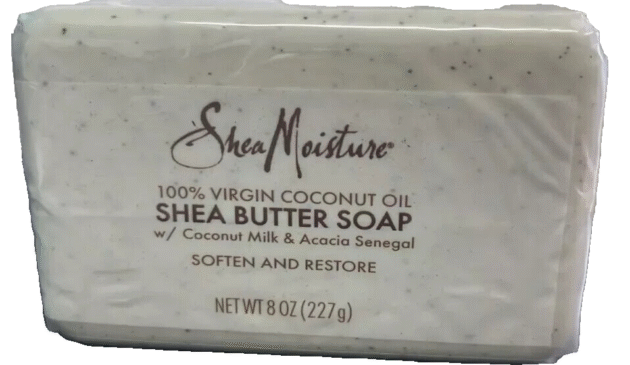 SheaMoisture
100% VIRGIN COCONUT OIL
SHEA BUTTER SOAP
w/ Coconut Milk & Acacia Senegal
SOFTEN AND RESTORE
NET WT 8 OZ (227g)